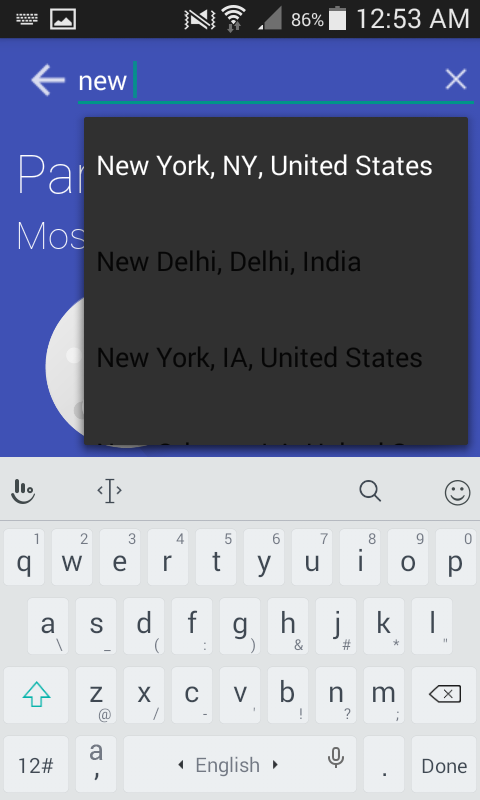 86% 12:53 AM
new
Par
Mos
New York, NY, United States
New Delhi, Delhi, India
New York, IA, United States
1 2 3 4 5 6 7 8 9 0
q w e r t y u i o p
a s d f g h j k l
\ _ ( : ) & # * "
z x c v b n m
@ / - ' ! ? ;
12# a , English . Done